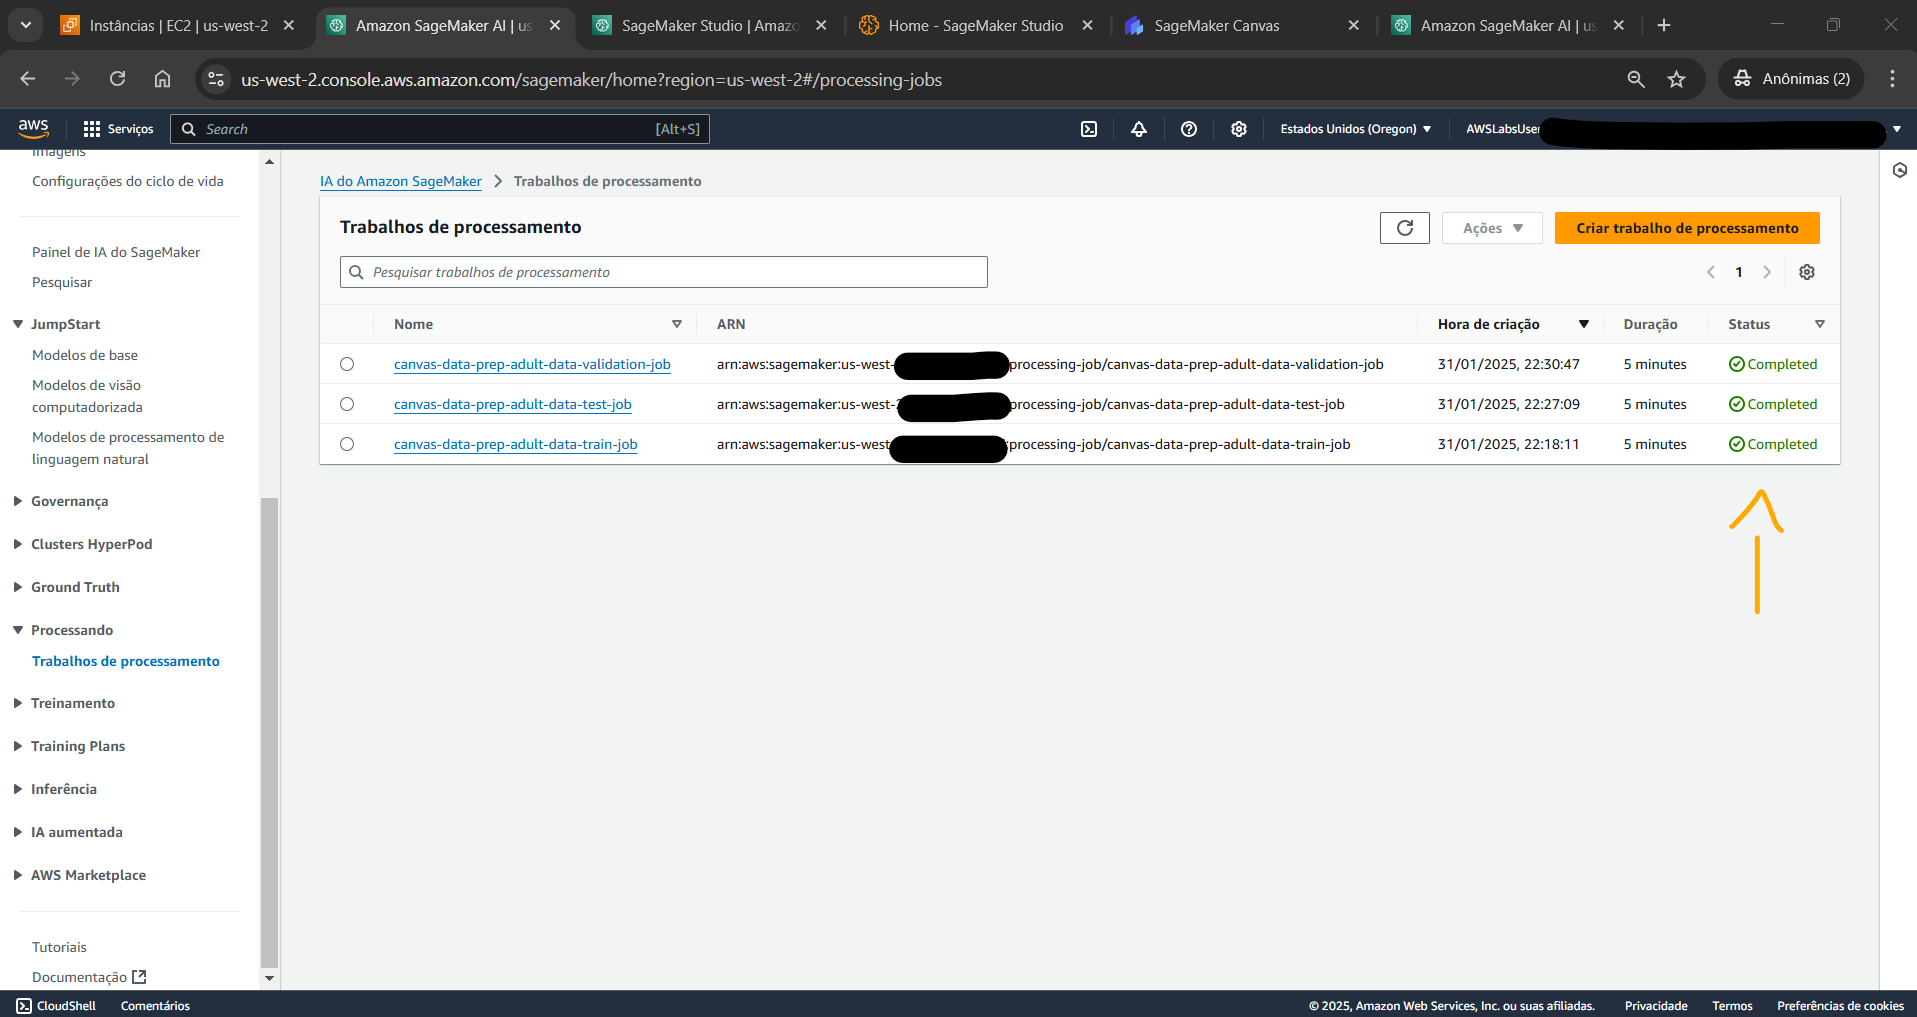 Instâncias | EC2 | us-west-2
Amazon SageMaker AI | us
SageMaker Studio | Amazo
Home - SageMaker Studio
SageMaker Canvas
Amazon SageMaker AI | us
us-west-2.console.aws.amazon.com/sagemaker/home?region=us-west-2#/processing-jobs
Anônimas (2)
aws
Serviços
Search
[Alt+S]
Estados Unidos (Oregon)
AWSLabsUser
Imagens
Configurações do ciclo de vida
Painel de IA do SageMaker
Pesquisar
JumpStart
Modelos de base
Modelos de visão
computadorizada
Modelos de processamento de
linguagem natural
Governança
Clusters HyperPod
Ground Truth
Processando
Trabalhos de processamento
Treinamento
Training Plans
Inferência
IA aumentada
AWS Marketplace
Tutoriais
Documentação
IA do Amazon SageMaker > Trabalhos de processamento
Trabalhos de processamento
Ações
Criar trabalho de processamento
Pesquisar trabalhos de processamento
1
Nome ARN Hora de criação Duração Status
canvas-data-prep-adult-data-validation-job arn:aws:sagemaker:us-west- processing-job/canvas-data-prep-adult-data-validation-job 31/01/2025, 22:30:47 5 minutes Completed
canvas-data-prep-adult-data-test-job arn:aws:sagemaker:us-west- processing-job/canvas-data-prep-adult-data-test-job 31/01/2025, 22:27:09 5 minutes Completed
canvas-data-prep-adult-data-train-job arn:aws:sagemaker:us-west processing-job/canvas-data-prep-adult-data-train-job 31/01/2025, 22:18:11 5 minutes Completed
CloudShell
Comentários
© 2025, Amazon Web Services, Inc. ou suas afiliadas.
Privacidade
Termos
Preferências de cookies